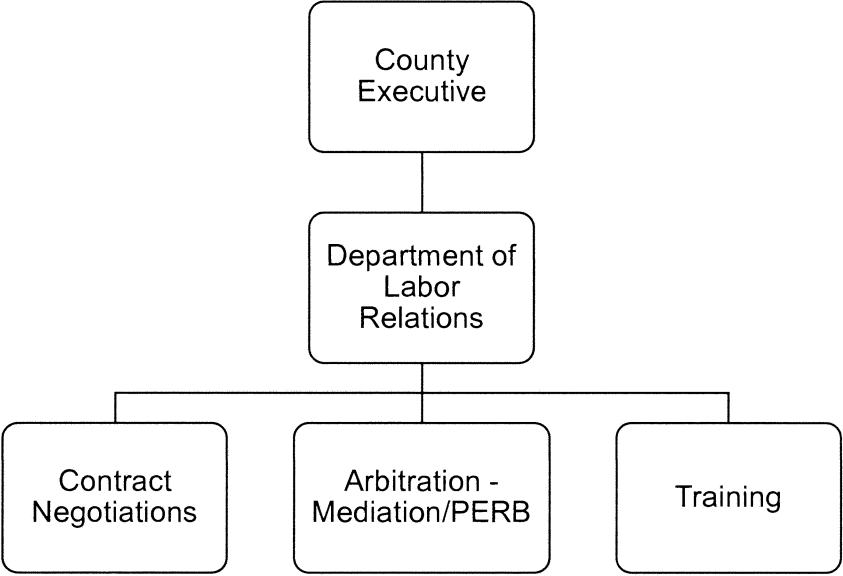 County
Executive
Department of
Labor
Relations
Contract
Negotiations
Arbitration -
Mediation/PERB
Training